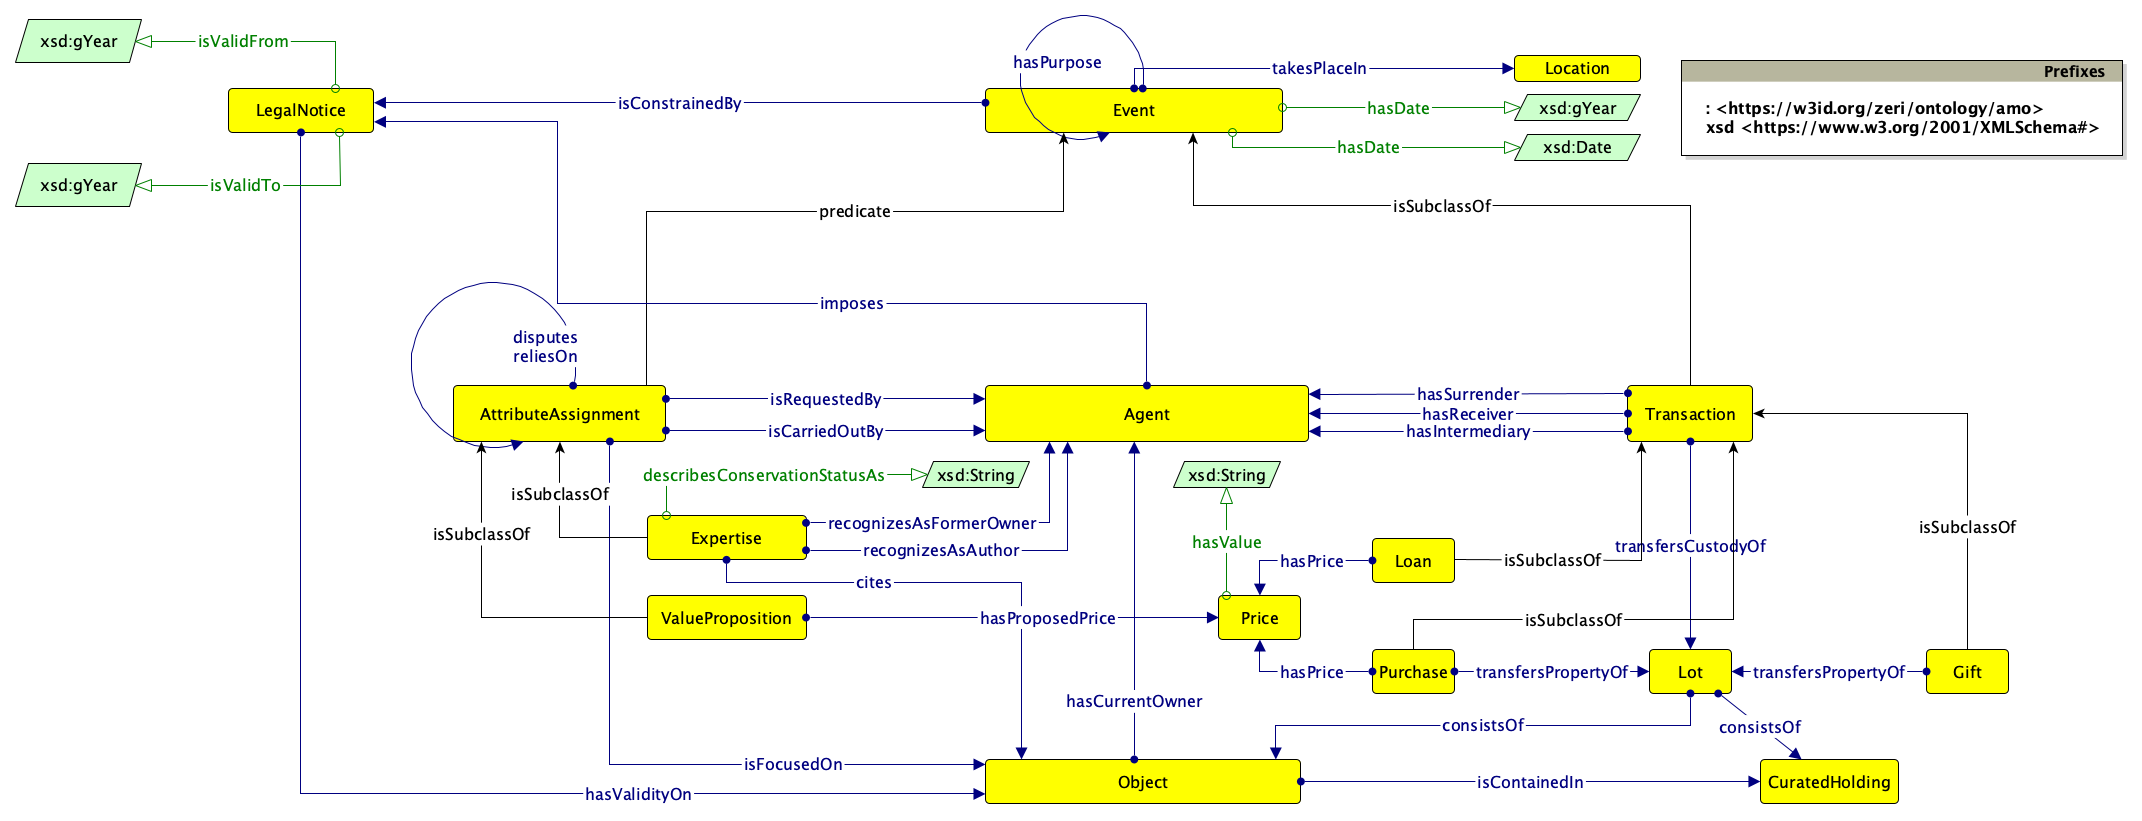 xsd:gYear
isValidFrom
hasPurpose
takesPlaceIn
Location
Prefixes
LegalNotice
isConstrainedBy
Event
hasDate
xsd:gYear
: <https://w3id.org/zeri/ontology/amo>
xsd <https://www.w3.org/2001/XMLSchema#>
hasDate
xsd:Date
xsd:gYear
isValidTo
predicate
isSubclassOf
imposes
disputes
reliesOn
AttributeAssignment
isRequestedBy
isCarriedOutBy
Agent
hasSurrender
hasReceiver
hasIntermediary
Transaction
describesConservationStatusAs
xsd:String
xsd:String
isSubclassOf
isSubclassOf
Expertise
recognizesAsFormerOwner
recognizesAsAuthor
hasValue
isSubclassOf
transfersCustodyOf
hasPrice
Loan
isSubclassOf
cites
ValueProposition
hasProposedPrice
Price
isSubclassOf
hasPrice
Purchase
transfersPropertyOf
Lot
transfersPropertyOf
Gift
hasCurrentOwner
consistsOf
consistsOf
isFocusedOn
Object
isContainedIn
CuratedHolding
hasValidityOn